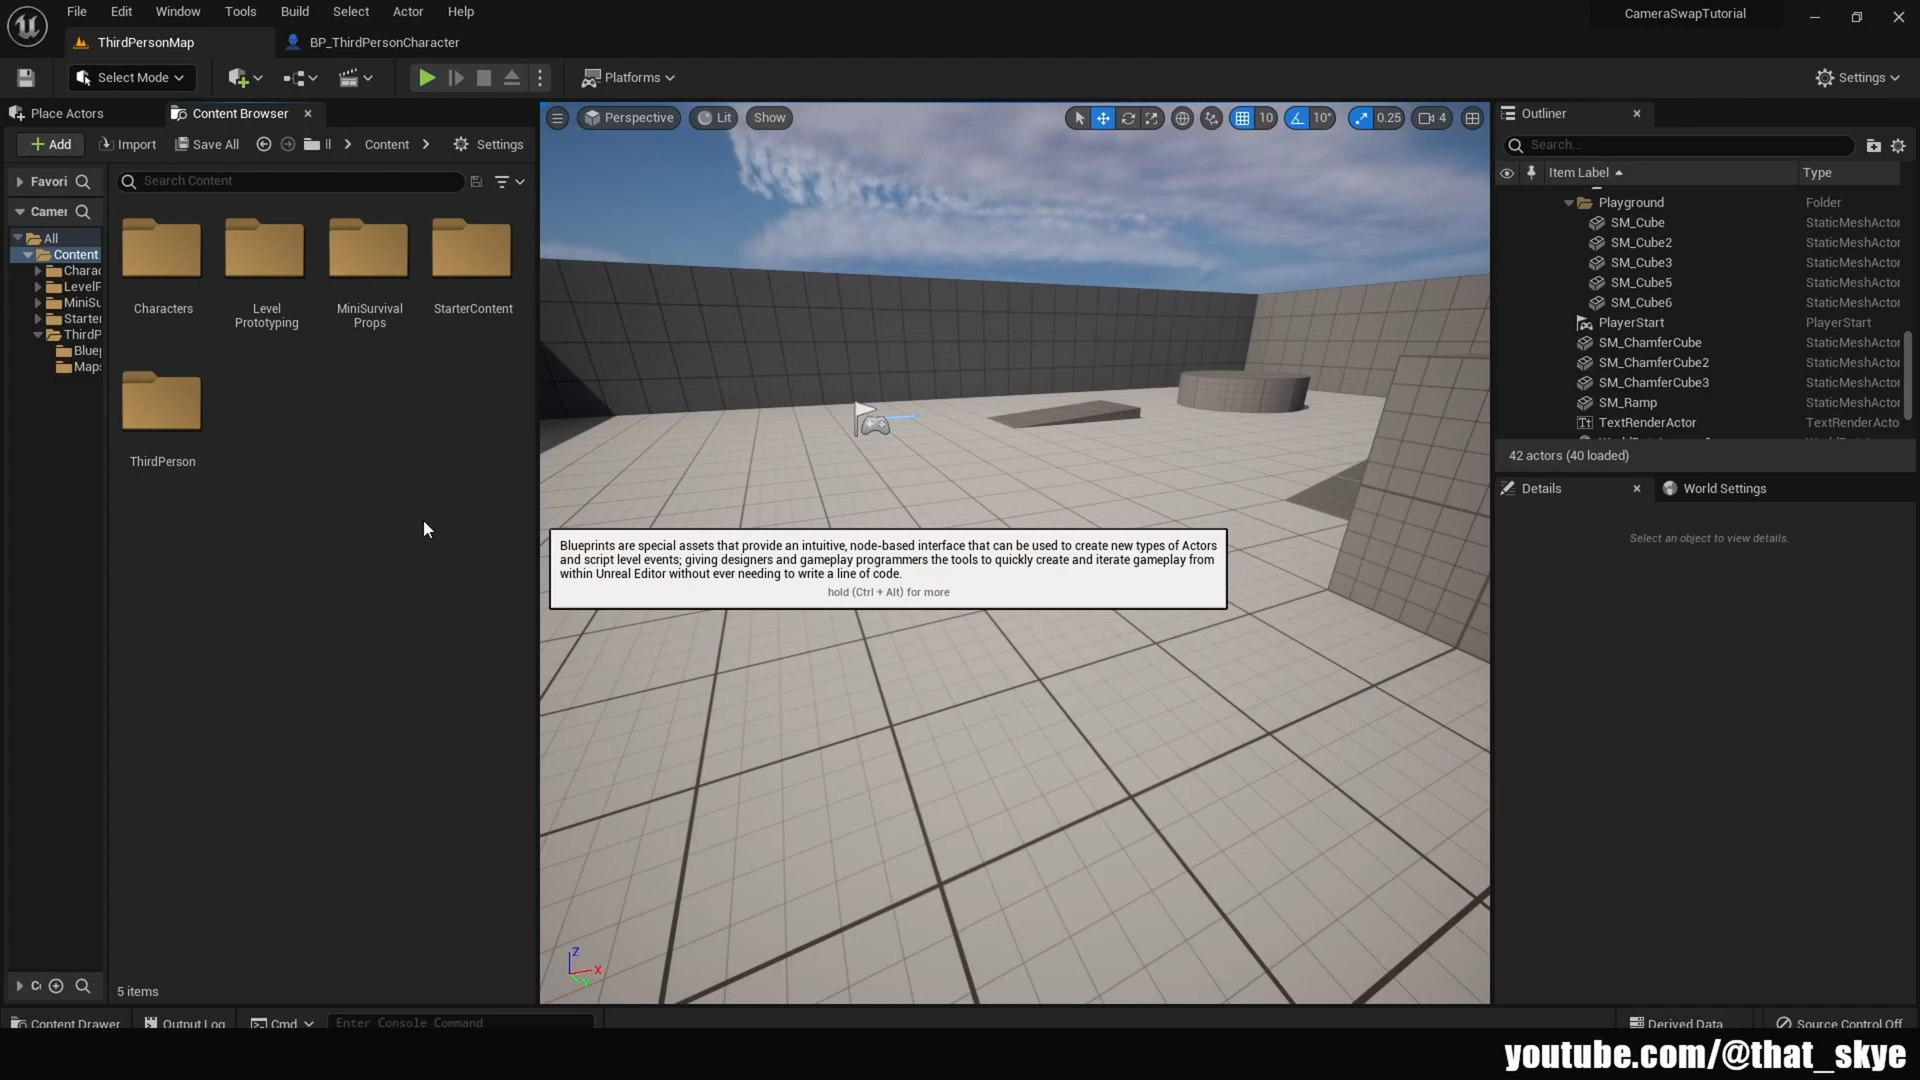 File Edit Window Tools Build Select Actor Help
CameraSwapTutorial
ThirdPersonMap BP_ThirdPersonCharacter
Select Mode Platforms Settings
Place Actors Content Browser
Add Import Save All Content Settings
Favori
Search Content
Camer
All
Content
Charac
LevelP
MiniSu
Starter
ThirdP
Bluep
Maps
Characters
Level
Prototyping
MiniSurvival
Props
StarterContent
ThirdPerson
5 items
Perspective Lit Show 10 10° 0.25 4
Blueprints are special assets that provide an intuitive, node-based interface that can be used to create new types of Actors
and script level events; giving designers and gameplay programmers the tools to quickly create and iterate gameplay from
within Unreal Editor without ever needing to write a line of code.
hold (Ctrl + Alt) for more
Z
X
Y
Outliner
Search...
Item Label Type
Playground Folder
SM_Cube StaticMeshActor
SM_Cube2 StaticMeshActor
SM_Cube3 StaticMeshActor
SM_Cube5 StaticMeshActor
SM_Cube6 StaticMeshActor
PlayerStart PlayerStart
SM_ChamferCube StaticMeshActor
SM_ChamferCube2 StaticMeshActor
SM_ChamferCube3 StaticMeshActor
SM_Ramp StaticMeshActor
TextRenderActor TextRenderActo
42 actors (40 loaded)
Details World Settings
Select an object to view details.
Content Drawer Output Log Cmd Enter Console Command Derived Data Source Control Off
youtube.com/@that_skye